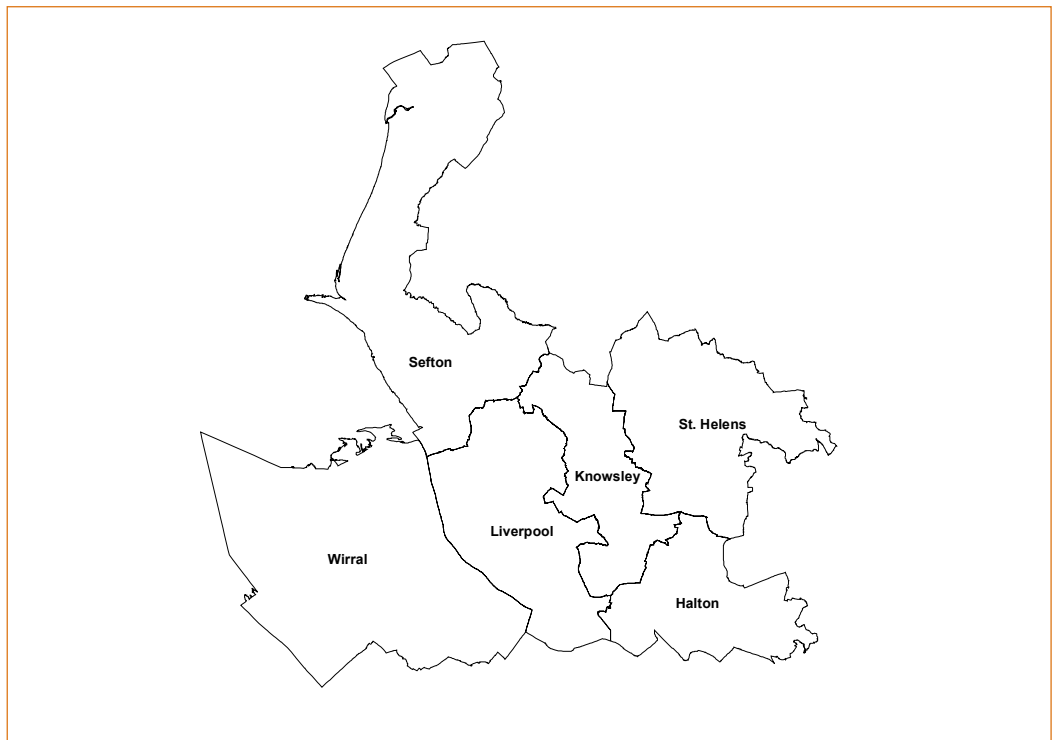 Sefton
St. Helens
Knowsley
Liverpool
Wirral
Halton